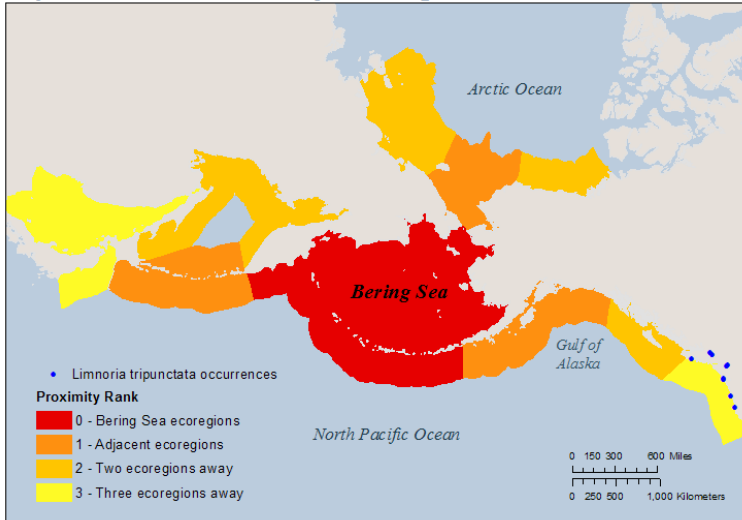 Arctic Ocean
Bering Sea
Gulf of
Alaska
Limnoria tripunctata occurrences
Proximity Rank
0 - Bering Sea ecoregions
1 - Adjacent ecoregions
2 - Two ecoregions away
3 - Three ecoregions away
North Pacific Ocean
0 150 300 600 Miles
0 250 500 1,000 Kilometers